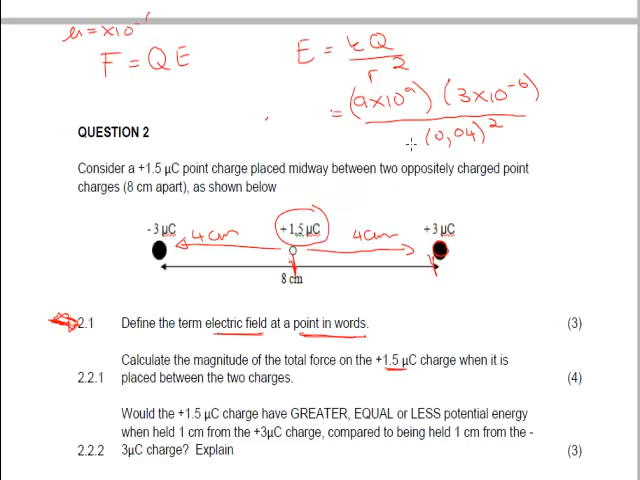 μ = x10⁻⁶
F = QE
E = kQ / r²
= (9x10⁹) (3x10⁻⁶) / (0,04)²
QUESTION 2
Consider a +1.5 µC point charge placed midway between two oppositely charged point
charges (8 cm apart), as shown below
- 3 µC 4cm +1.5 µC 4cm +3 µC
8 cm
2.1 Define the term electric field at a point in words. (3)
Calculate the magnitude of the total force on the +1.5 µC charge when it is
2.2.1 placed between the two charges. (4)
Would the +1.5 µC charge have GREATER, EQUAL or LESS potential energy
when held 1 cm from the +3µC charge, compared to being held 1 cm from the -
2.2.2 3µC charge? Explain (3)